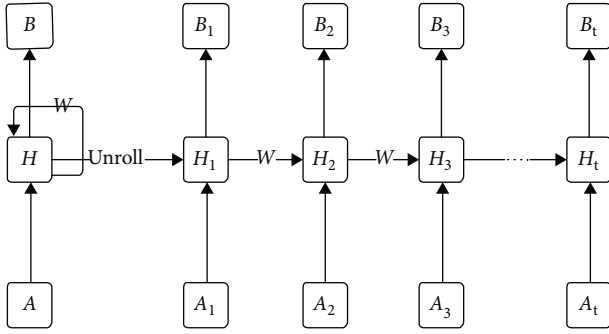 B B₁ B₂ B₃ Bₜ
W
H Unroll H₁ W H₂ W H₃ ...... Hₜ
A A₁ A₂ A₃ Aₜ